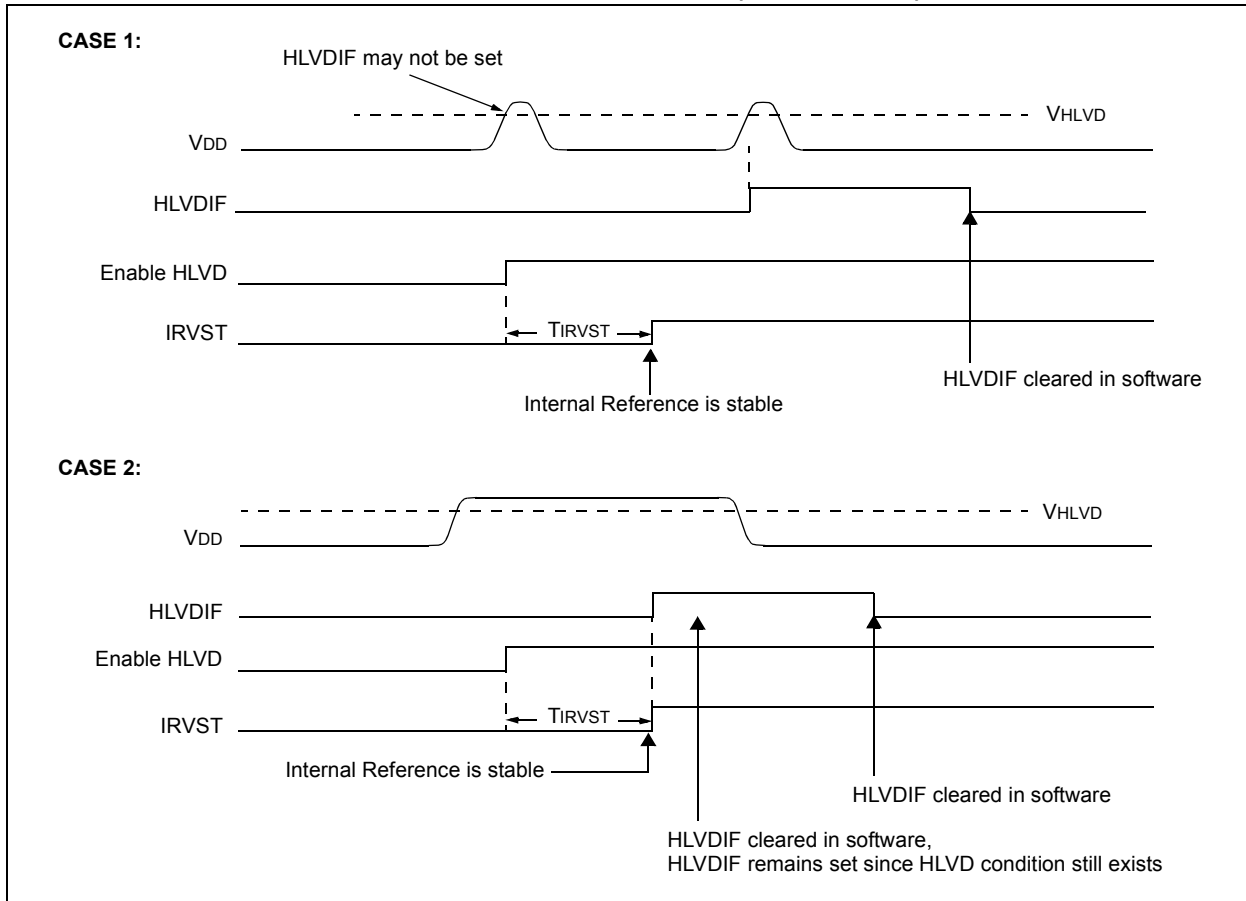 CASE 1:
HLVDIF may not be set
VHLVD
VDD
HLVDIF
Enable HLVD
TIRVST
IRVST
HLVDIF cleared in software
Internal Reference is stable
CASE 2:
VHLVD
VDD
HLVDIF
Enable HLVD
TIRVST
IRVST
Internal Reference is stable
HLVDIF cleared in software
HLVDIF cleared in software,
HLVDIF remains set since HLVD condition still exists